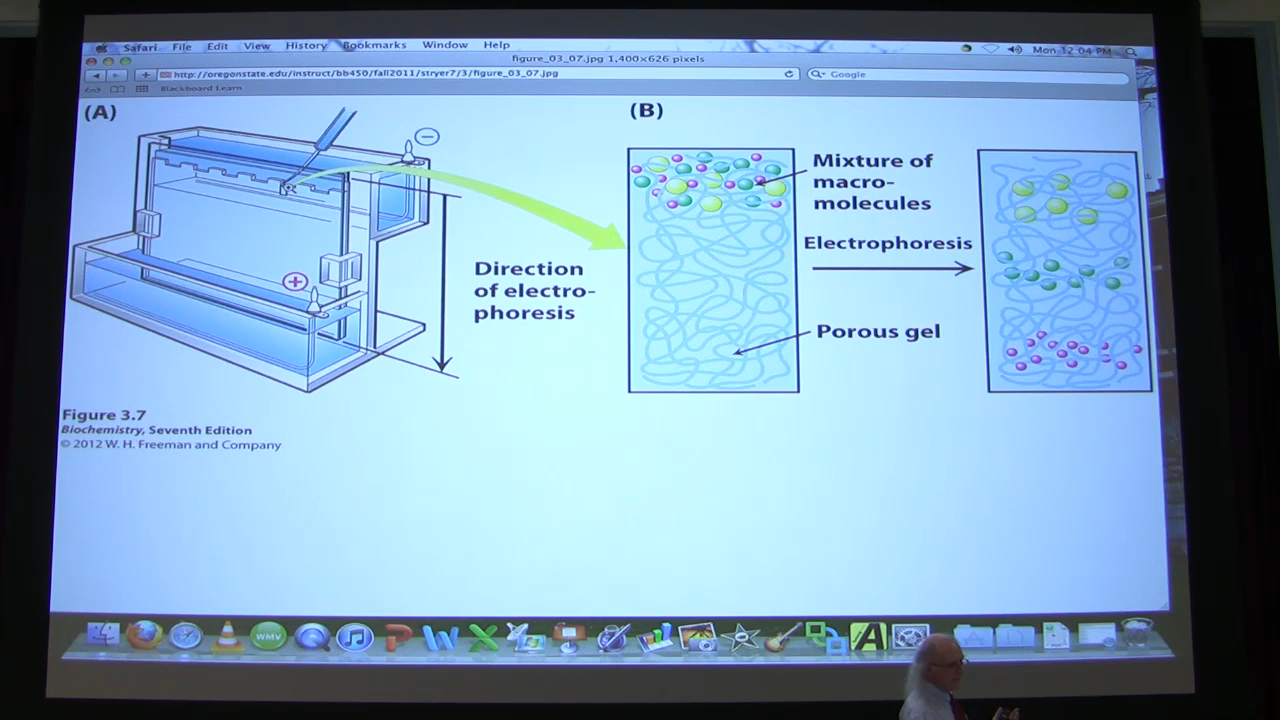 Safari File Edit View History Bookmarks Window Help
Mon 12:04 PM
figure_03_07.jpg 1,400×626 pixels
http://oregonstate.edu/instruct/bb450/fall2011/stryer7/3/figure_03_07.jpg
Google
Blackboard Learn
(A)
(B)
−
+
Direction
of electro-
phoresis
Mixture of
macro-
molecules
Electrophoresis
Porous gel
Figure 3.7
Biochemistry, Seventh Edition
© 2012 W. H. Freeman and Company
WMV
P
W
X
A